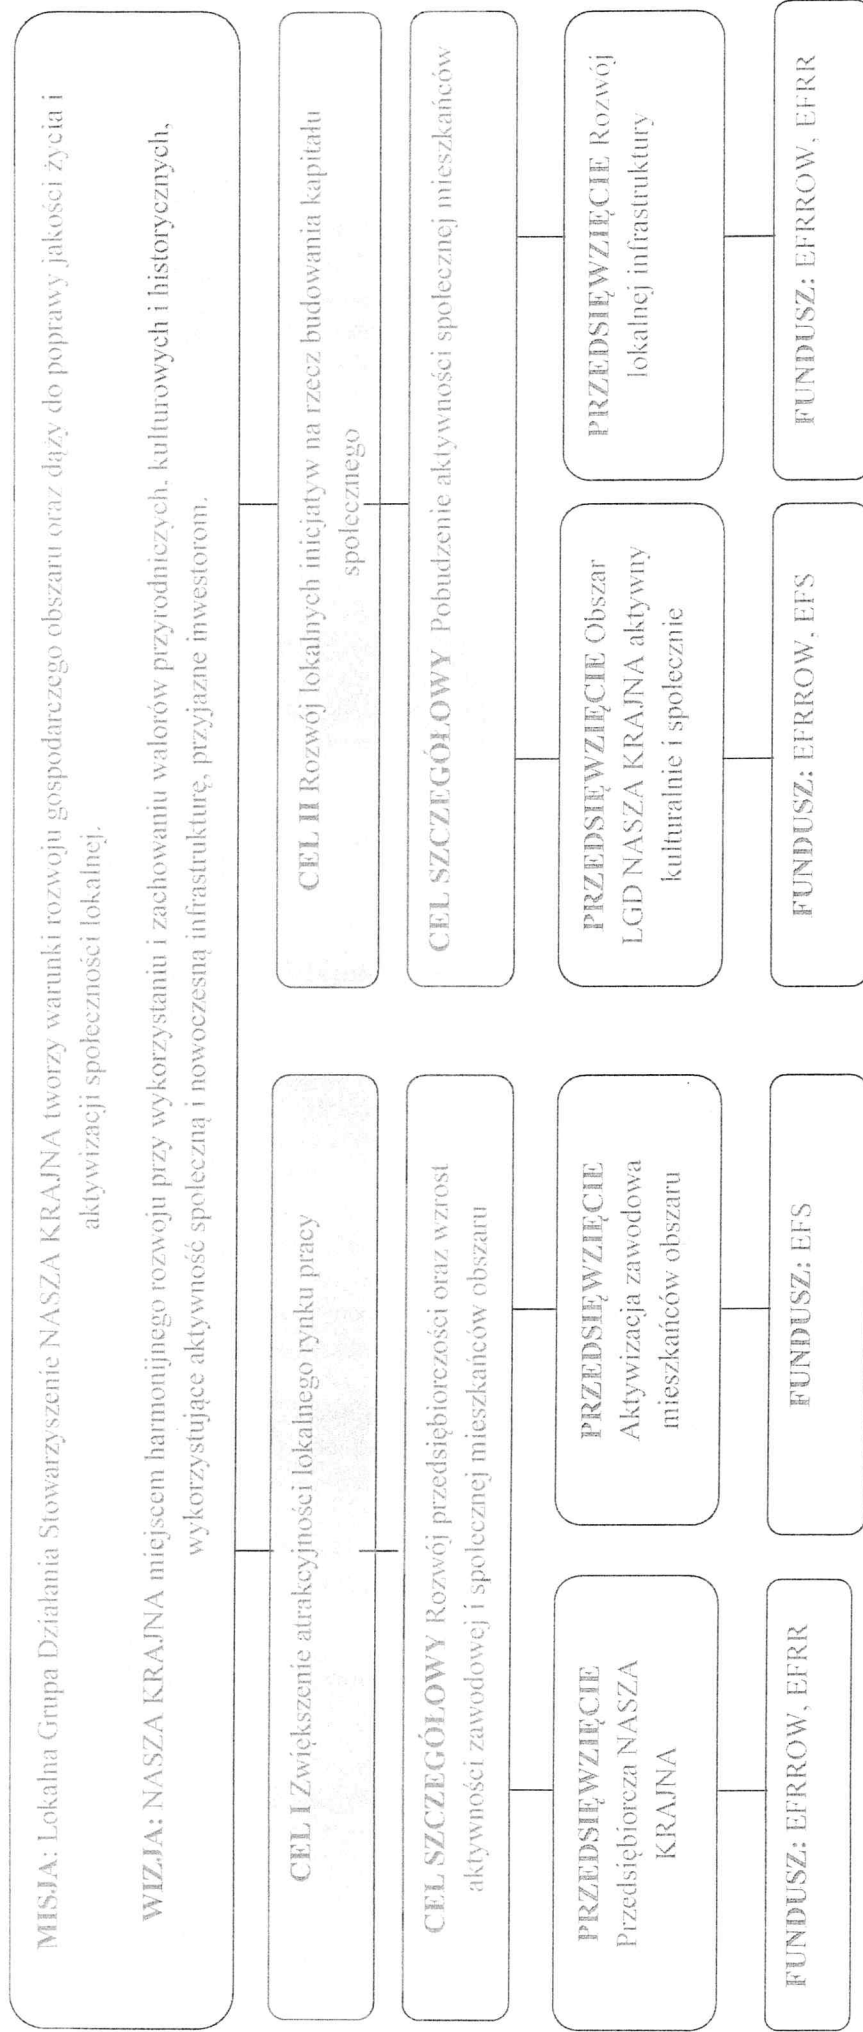 MISJA: Lokalna Grupa Działania Stowarzyszenie NASZA KRAJNA tworzy warunki rozwoju gospodarczego obszaru oraz dąży do poprawy jakości życia i
aktywizacji społeczności lokalnej.
WIZJA: NASZA KRAJNA miejscem harmonijnego rozwoju przy wykorzystaniu i zachowaniu walorów przyrodniczych, kulturowych i historycznych,
wykorzystujące aktywność społeczną i nowoczesną infrastrukturę, przyjazne inwestorom.
CEL I Zwiększenie atrakcyjności lokalnego rynku pracy
CEL SZCZEGÓŁOWY Rozwój przedsiębiorczości oraz wzrost
aktywności zawodowej i społecznej mieszkańców obszaru
PRZEDSIĘWZIĘCIE
Przedsiębiorcza NASZA
KRAJNA
FUNDUSZ: EFRROW, EFRR
PRZEDSIĘWZIĘCIE
Aktywizacja zawodowa
mieszkańców obszaru
FUNDUSZ: EFS
CEL II Rozwój lokalnych inicjatyw na rzecz budowania kapitału
społecznego
CEL SZCZEGÓŁOWY Pobudzenie aktywności społecznej mieszkańców
PRZEDSIĘWZIĘCIE Obszar
LGD NASZA KRAJNA aktywny
kulturalnie i społecznie
FUNDUSZ: EFRROW, EFS
PRZEDSIĘWZIĘCIE Rozwój
lokalnej infrastruktury
FUNDUSZ: EFRROW, EFRR